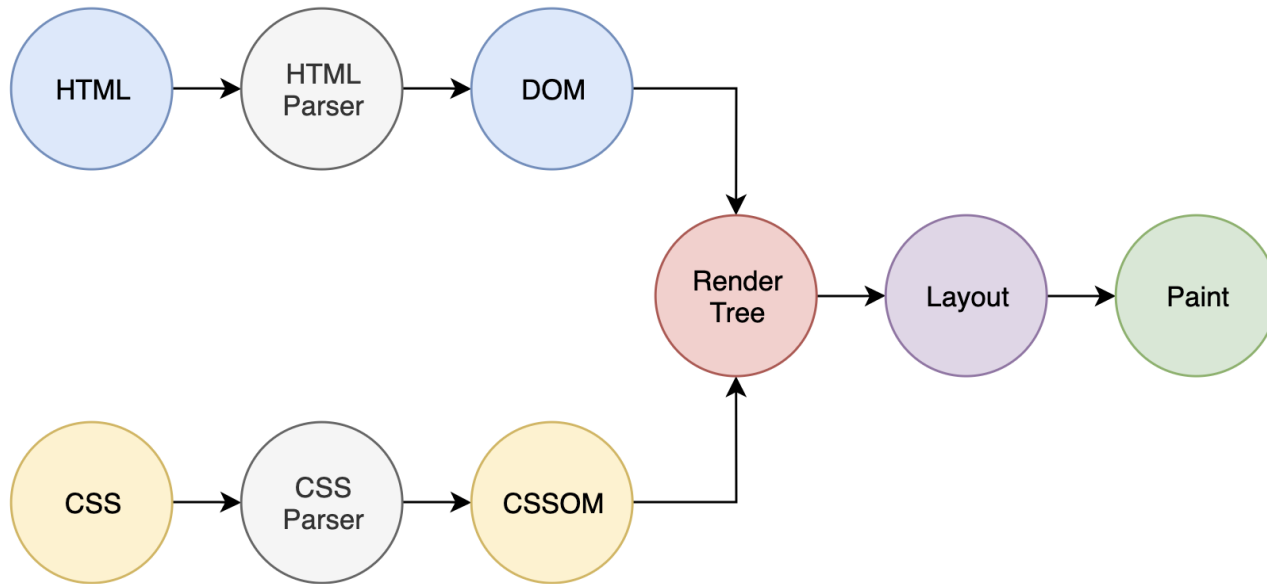 HTML
HTML
Parser
DOM
Render
Tree
Layout
Paint
CSS
CSS
Parser
CSSOM